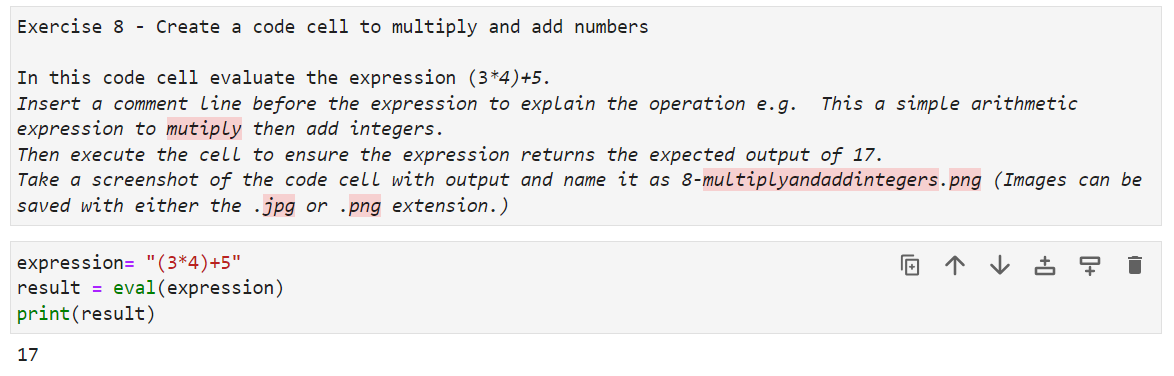 Exercise 8 - Create a code cell to multiply and add numbers
In this code cell evaluate the expression (3*4)+5.
Insert a comment line before the expression to explain the operation e.g.  This a simple arithmetic
expression to mutiply then add integers.
Then execute the cell to ensure the expression returns the expected output of 17.
Take a screenshot of the code cell with output and name it as 8-multiplyandaddintegers.png (Images can be
saved with either the .jpg or .png extension.)
expression= "(3*4)+5"
result = eval(expression)
print(result)
17